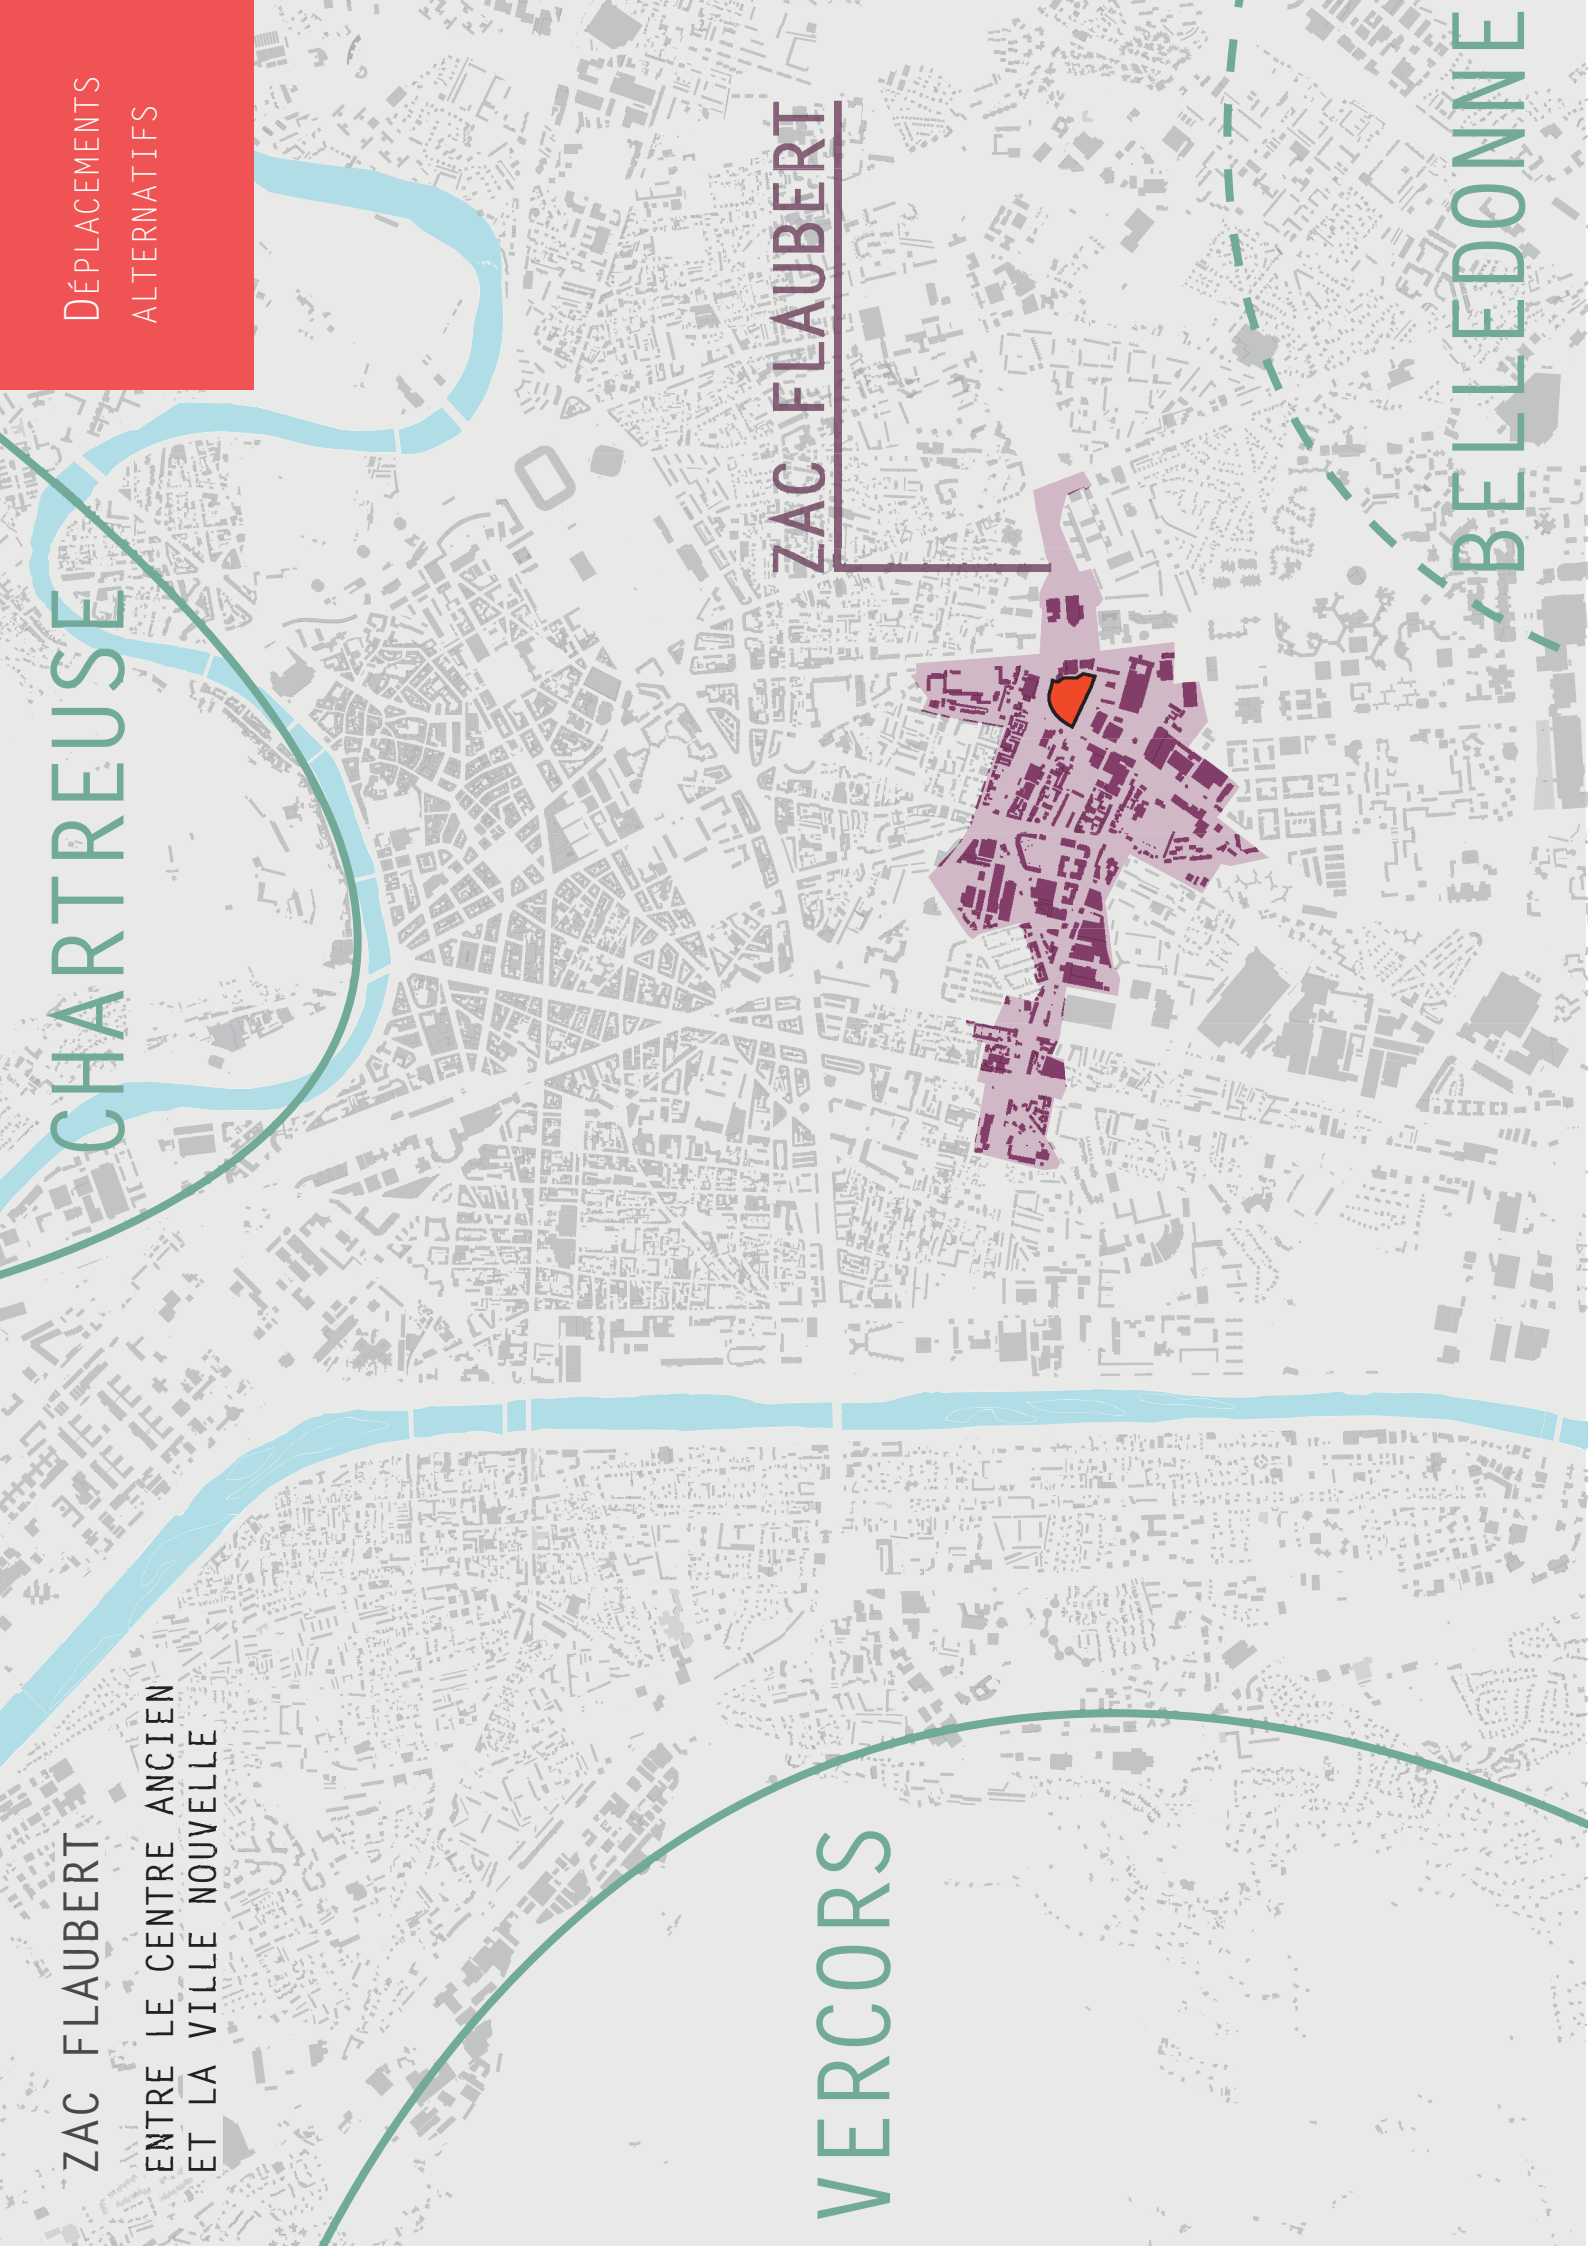 ZAC FLAUBERT
ENTRE LE CENTRE ANCIEN
ET LA VILLE NOUVELLE
CHARTREUSE
DÉPLACEMENTS
ALTERNATIFS
ZAC FLAUBERT
VERCORS
BELLEDONNE